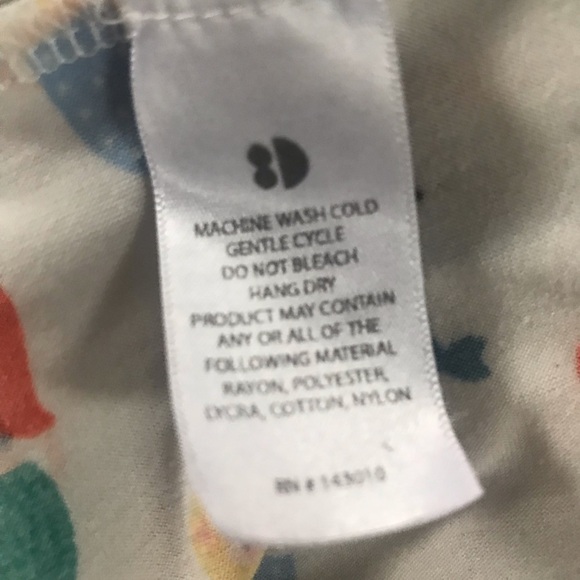 MACHINE WASH COLD
GENTLE CYCLE
DO NOT BLEACH
HANG DRY
PRODUCT MAY CONTAIN
ANY OR ALL OF THE
FOLLOWING MATERIAL
RAYON, POLYESTER,
LYCRA, COTTON, NYLON
RN # 143010